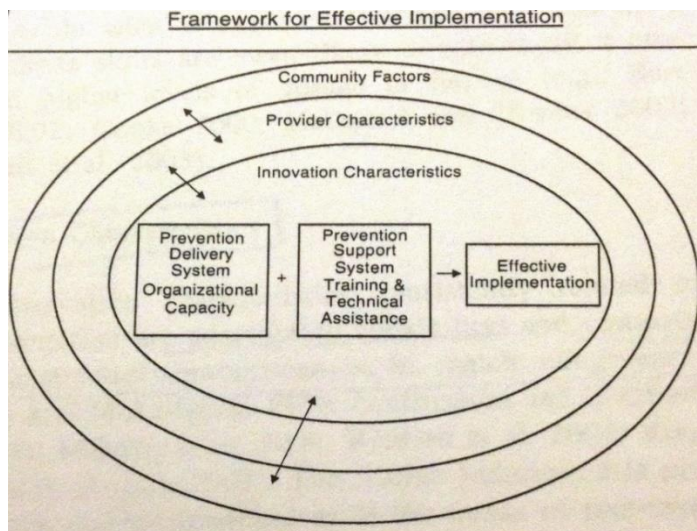 Framework for Effective Implementation
Community Factors
Provider Characteristics
Innovation Characteristics
Prevention
Delivery
System
Organizational
Capacity
+
Prevention
Support
System
Training &
Technical
Assistance
Effective
Implementation